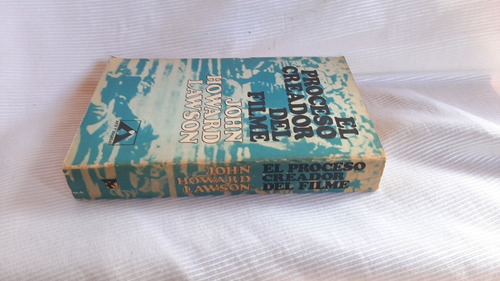 EL
PROCESO
CREADOR
DEL
FILME
JOHN
HOWARD
LAWSON
JOHN
HOWARD
LAWSON
EL PROCESO
CREADOR
DEL FILME